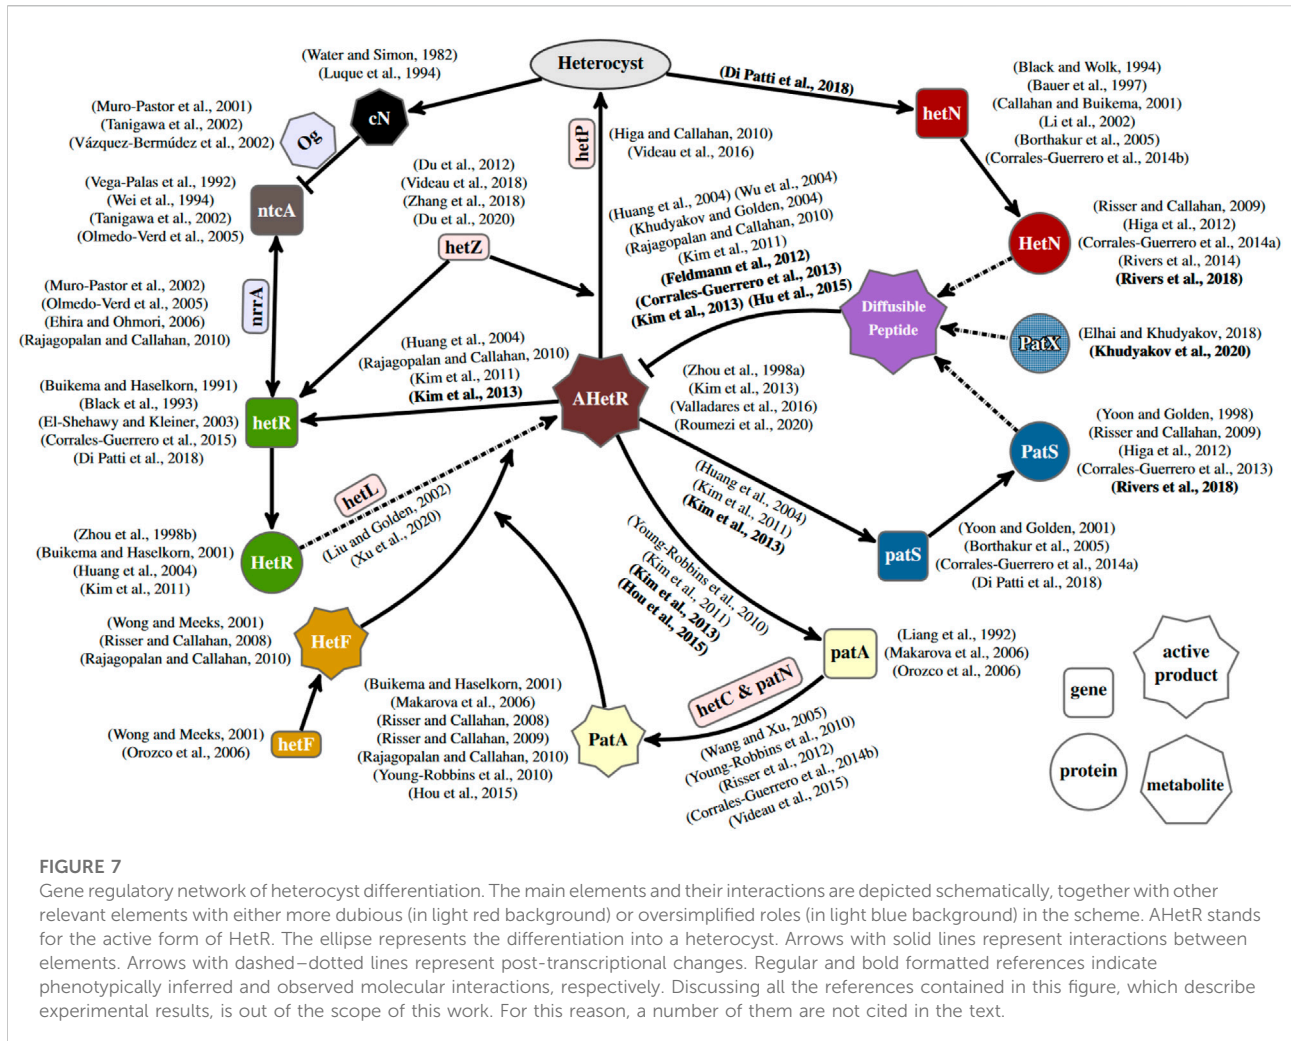 (Water and Simon, 1982)
(Luque et al., 1994)
Heterocyst
(Di Patti et al., 2018)
(Black and Wolk, 1994)
(Bauer et al., 1997)
(Callahan and Buikema, 2001)
(Li et al., 2002)
(Borthakur et al., 2005)
(Corrales-Guerrero et al., 2014b)
hetN
(Muro-Pastor et al., 2001)
(Tanigawa et al., 2002)
(Vázquez-Bermúdez et al., 2002)
Og
cN
hetP
(Higa and Callahan, 2010)
(Videau et al., 2016)
(Du et al., 2012)
(Videau et al., 2018)
(Zhang et al., 2018)
(Du et al., 2020)
hetZ
(Vega-Palas et al., 1992)
(Wei et al., 1994)
(Tanigawa et al., 2002)
(Olmedo-Verd et al., 2005)
ntcA
(Huang et al., 2004) (Wu et al., 2004)
(Khudyakov and Golden, 2004)
(Rajagopalan and Callahan, 2010)
(Kim et al., 2011)
(Feldmann et al., 2012)
(Corrales-Guerrero et al., 2013)
(Kim et al., 2013) (Hu et al., 2015)
HetN
(Risser and Callahan, 2009)
(Higa et al., 2012)
(Corrales-Guerrero et al., 2014a)
(Rivers et al., 2014)
(Rivers et al., 2018)
(Muro-Pastor et al., 2002)
(Olmedo-Verd et al., 2005)
(Ehira and Ohmori, 2006)
(Rajagopalan and Callahan, 2010)
nrrA
Diffusible
Peptide
PatX
(Elhai and Khudyakov, 2018)
(Khudyakov et al., 2020)
(Huang et al., 2004)
(Rajagopalan and Callahan, 2010)
(Kim et al., 2011)
(Kim et al., 2013)
AHetR
(Zhou et al., 1998a)
(Kim et al., 2013)
(Valladares et al., 2016)
(Roumezi et al., 2020)
(Buikema and Haselkorn, 1991)
(Black et al., 1993)
(El-Shehawy and Kleiner, 2003)
(Corrales-Guerrero et al., 2015)
(Di Patti et al., 2018)
hetR
PatS
(Yoon and Golden, 1998)
(Risser and Callahan, 2009)
(Higa et al., 2012)
(Corrales-Guerrero et al., 2013)
(Rivers et al., 2018)
hetL
(Liu and Golden, 2002)
(Xu et al., 2020)
(Huang et al., 2004)
(Kim et al., 2011)
(Kim et al., 2013)
(Zhou et al., 1998b)
(Buikema and Haselkorn, 2001)
(Huang et al., 2004)
(Kim et al., 2011)
HetR
patS
(Yoon and Golden, 2001)
(Borthakur et al., 2005)
(Corrales-Guerrero et al., 2014a)
(Di Patti et al., 2018)
(Young-Robbins et al., 2010)
(Kim et al., 2011)
(Kim et al., 2013)
(Hou et al., 2015)
(Wong and Meeks, 2001)
(Risser and Callahan, 2008)
(Rajagopalan and Callahan, 2010)
HetF
patA
(Liang et al., 1992)
(Makarova et al., 2006)
(Orozco et al., 2006)
(Wong and Meeks, 2001)
(Orozco et al., 2006)
hetF
(Buikema and Haselkorn, 2001)
(Makarova et al., 2006)
(Risser and Callahan, 2008)
(Risser and Callahan, 2009)
(Rajagopalan and Callahan, 2010)
(Young-Robbins et al., 2010)
(Hou et al., 2015)
PatA
hetC & patN
(Wang and Xu, 2005)
(Young-Robbins et al., 2010)
(Risser et al., 2012)
(Corrales-Guerrero et al., 2014b)
(Videau et al., 2015)
gene
active
product
protein
metabolite
FIGURE 7
Gene regulatory network of heterocyst differentiation. The main elements and their interactions are depicted schematically, together with other
relevant elements with either more dubious (in light red background) or oversimplified roles (in light blue background) in the scheme. AHetR stands
for the active form of HetR. The ellipse represents the differentiation into a heterocyst. Arrows with solid lines represent interactions between
elements. Arrows with dashed–dotted lines represent post-transcriptional changes. Regular and bold formatted references indicate
phenotypically inferred and observed molecular interactions, respectively. Discussing all the references contained in this figure, which describe
experimental results, is out of the scope of this work. For this reason, a number of them are not cited in the text.